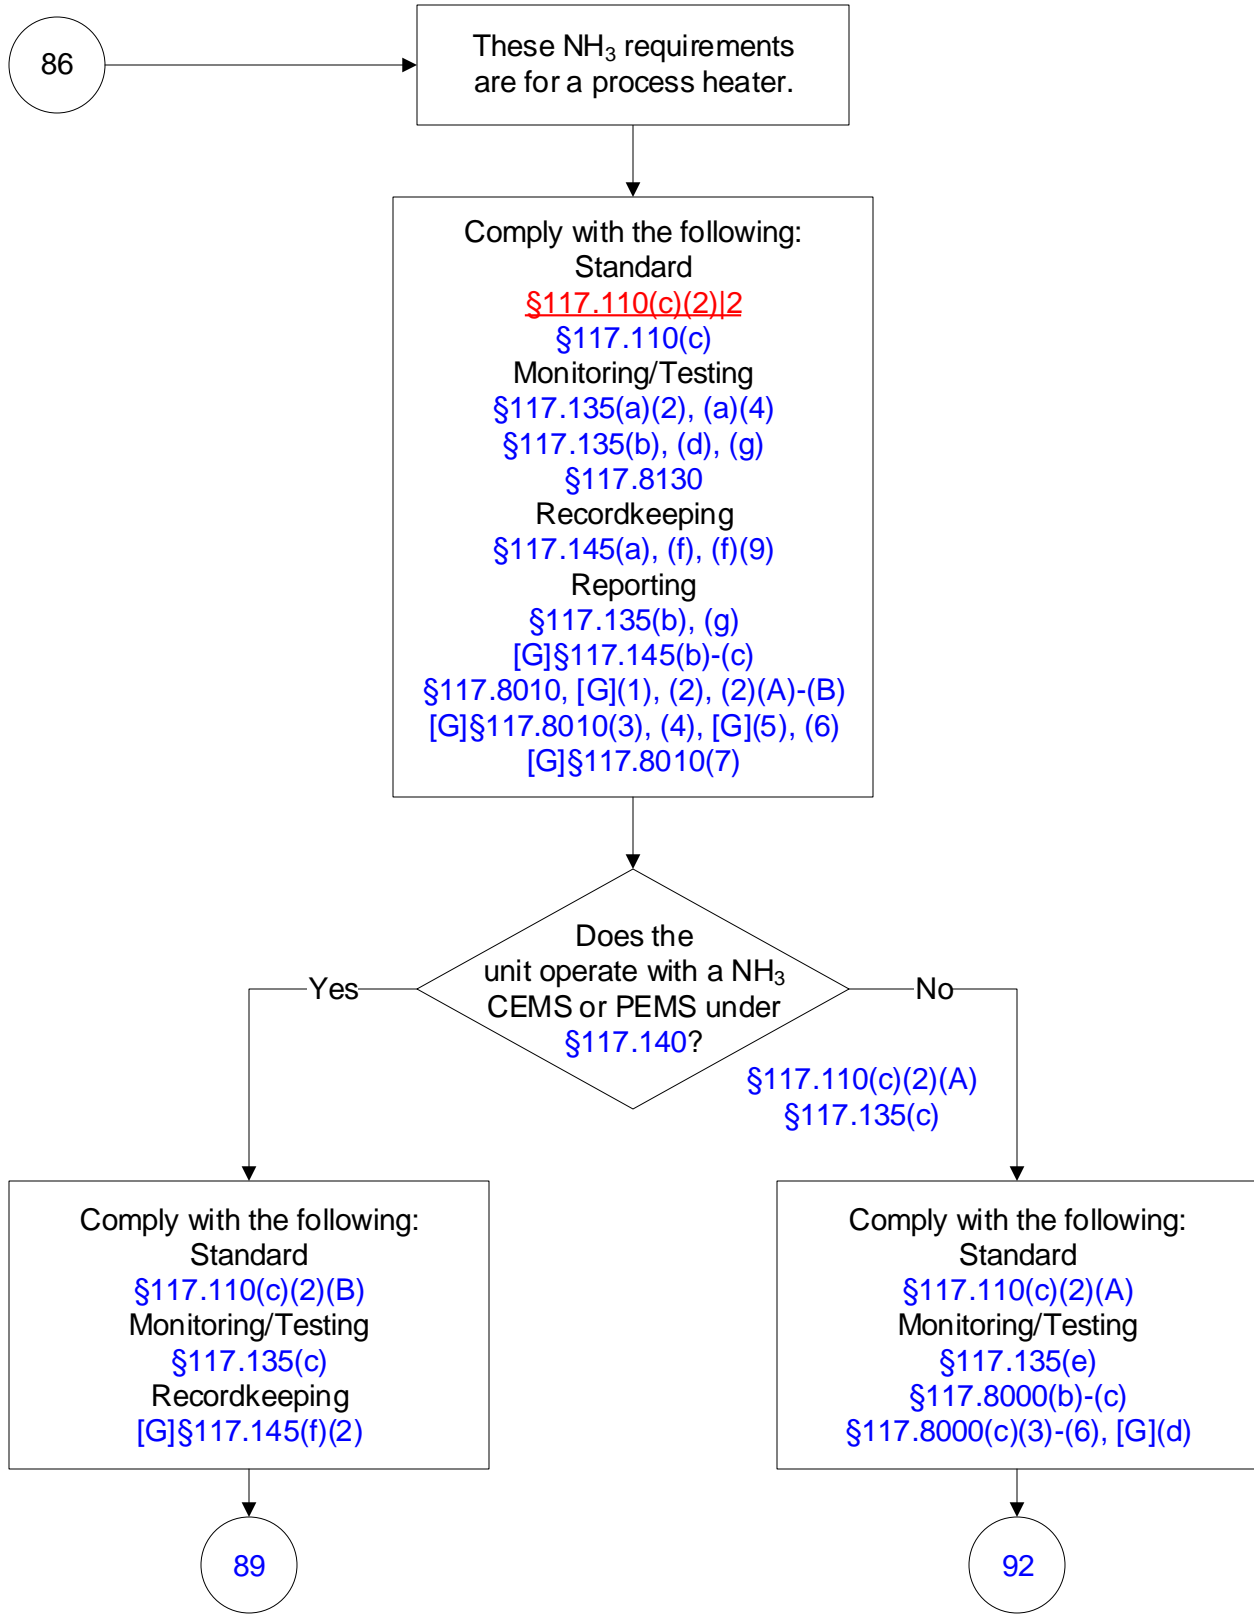 86
These NH₃ requirements
are for a process heater.
Comply with the following:
Standard
§117.110(c)(2)|2
§117.110(c)
Monitoring/Testing
§117.135(a)(2), (a)(4)
§117.135(b), (d), (g)
§117.8130
Recordkeeping
§117.145(a), (f), (f)(9)
Reporting
§117.135(b), (g)
[G]§117.145(b)-(c)
§117.8010, [G](1), (2), (2)(A)-(B)
[G]§117.8010(3), (4), [G](5), (6)
[G]§117.8010(7)
Does the
unit operate with a NH₃
CEMS or PEMS under
§117.140?
Yes
No
§117.110(c)(2)(A)
§117.135(c)
Comply with the following:
Standard
§117.110(c)(2)(B)
Monitoring/Testing
§117.135(c)
Recordkeeping
[G]§117.145(f)(2)
Comply with the following:
Standard
§117.110(c)(2)(A)
Monitoring/Testing
§117.135(e)
§117.8000(b)-(c)
§117.8000(c)(3)-(6), [G](d)
89
92